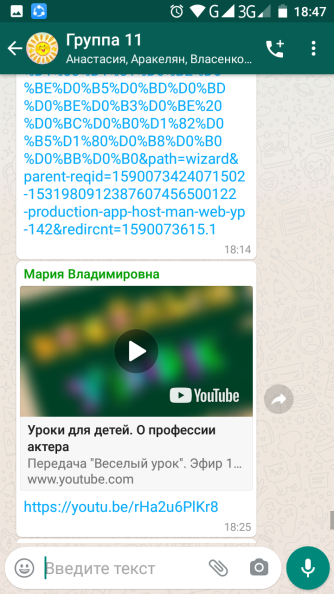 G 3G 18:47
Группа 11
Анастасия, Аракелян, Власенко...
%BE%D0%B5%D0%BD%D0%BD
%D0%BE%D0%B3%D0%BE%20
%D0%BC%D0%B0%D1%82%D0
%B5%D1%80%D0%B8%D0%B0
%D0%BB%D0%B0&path=wizard&
parent-reqid=1590073424071502
-1531980912387607456500122
-production-app-host-man-web-yp
-142&redircnt=1590073615.1
18:14
Мария Владимировна
YouTube
Уроки для детей. О профессии
актера
Передача "Веселый урок". Эфир 1...
www.youtube.com
https://youtu.be/rHa2u6PlKr8
18:25
Введите текст